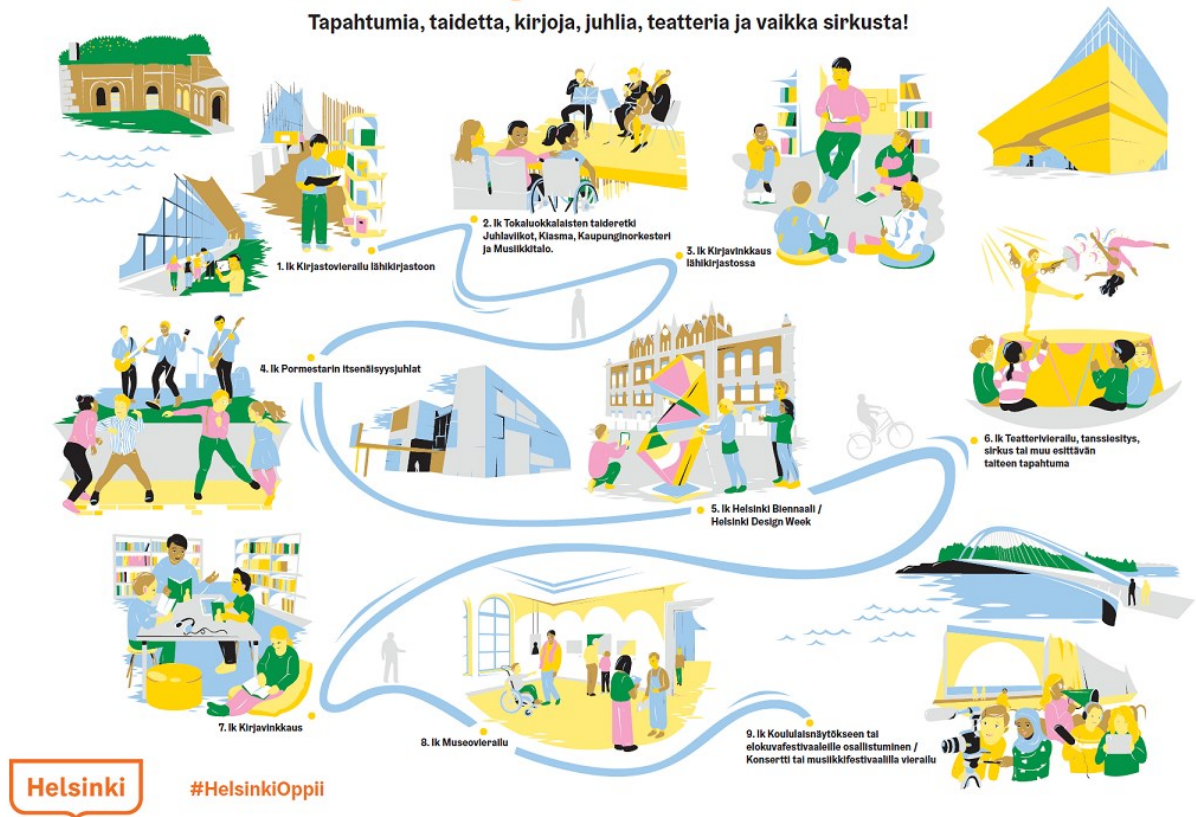 Tapahtumia, taidetta, kirjoja, juhlia, teatteria ja vaikka sirkusta!
1. lk Kirjastovierailu lähikirjastoon
2. lk Tokaluokkalaisten taideretki
Juhlaviikot, Kiasma, Kaupunginorkesteri
ja Musiikkitalo.
3. lk Kirjavinkkaus
lähikirjastossa
4. lk Pormestarin itsenäisyysjuhlat
5. lk Helsinki Biennaali /
Helsinki Design Week
6. lk Teatterivierailu, tanssiesitys,
sirkus tai muu esittävän
taiteen tapahtuma
7. lk Kirjavinkkaus
8. lk Museovierailu
9. lk Koululaisnäytökseen tai
elokuvafestivaaleille osallistuminen /
Konsertti tai musiikkifestivaalilla vierailu
Helsinki
#HelsinkiOppii